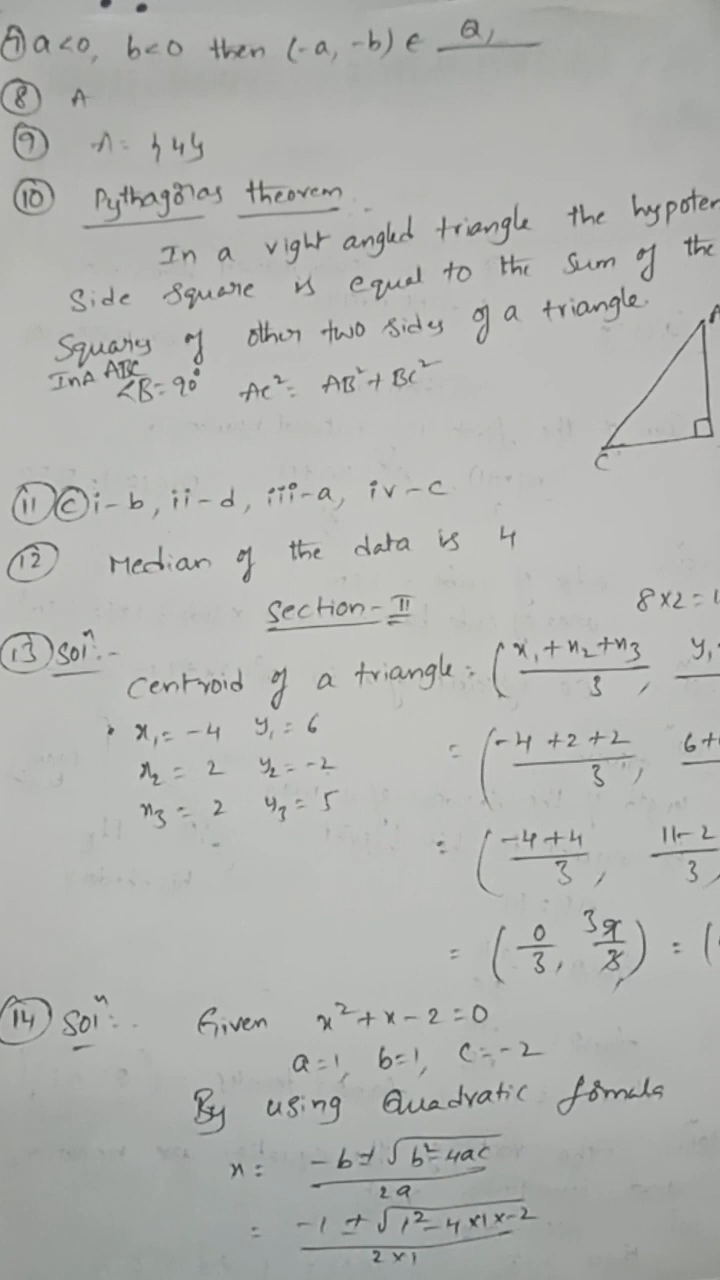 7 a<0, b<0 then (-a, -b) ∈ Q1
8 A
9
10 Pythagoras theorem
In a right angled triangle the hypoten
Side square is equal to the sum of the
Squares of other two sides of a triangle.
In Δ ABC
∠B=90° AC²= AB²+BC²
A
C
11 C i-b, ii-d, iii-a, iv-c
12 Median of the data is 4
Section-II
8×2=1
13 Solⁿ:-
Centroid of a triangle = (x₁+x₂+x₃/3, y₁
x₁=-4 y₁=6
= (-4+2+2/3, 6+
x₂=2 y₂=-2
x₃=2 y₃=5
= (-4+4/3, 11-2/3
= (0/3, 9/3) = (
3
14 Solⁿ:- Given x²+x-2=0
a=1, b=1, c=-2
By using Quadratic fomula
x= -b±√b²-4ac/2a
= -1±√1²-4×1×-2/2×1